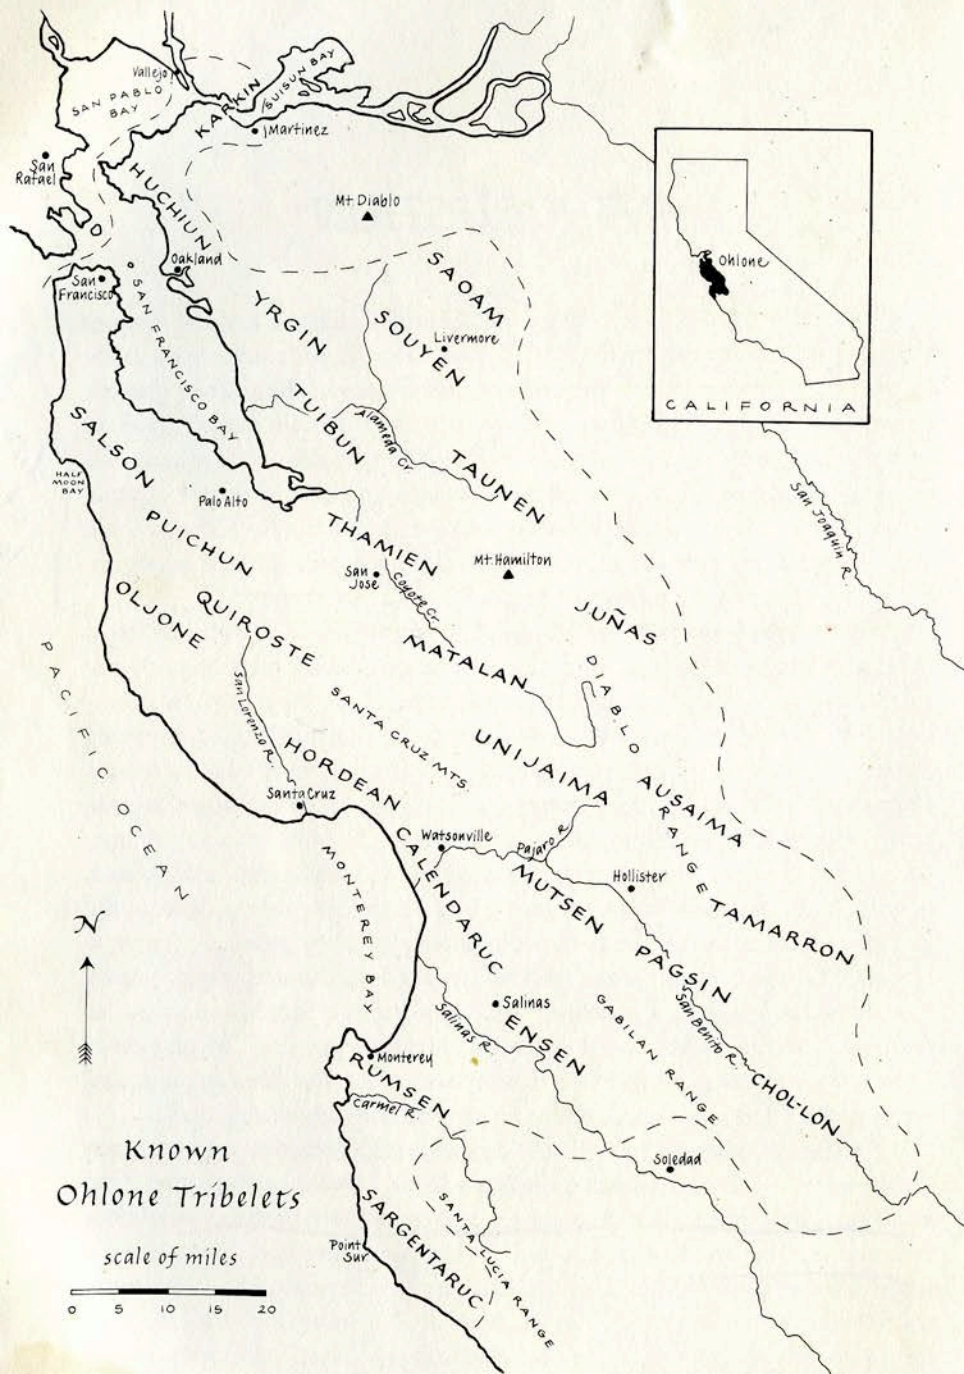 Vallejo
SAN PABLO
BAY
KARKIN
SUISUN BAY
Martinez
San
Rafael
HUCHIUN
Mt. Diablo
Oakland
San
Francisco
SAN FRANCISCO BAY
SAOAM
YRGIN
SOUYEN
Livermore
Ohlone
CALIFORNIA
TUIBUN
Alameda Cr.
SALSON
HALF
MOON
BAY
Palo Alto
TAUNEN
San Joaquin R.
PUICHUN
THAMIEN
Mt. Hamilton
San
José
Coyote Cr.
OLJONE
QUIROSTE
JUÑAS
MATALAN
PACIFIC OCEAN
San Lorenzo R.
SANTA CRUZ MTS.
DIABLO RANGE
UNIJAIMA
HORDEAN
AUSAIMA
Santa Cruz
CALENDARUC
Watsonville
Pajaro R.
MONTEREY BAY
MUTSEN
Hollister
TAMARRON
N
PAGSIN
Salinas
San Benito R.
GABILAN RANGE
Salinas R.
ENSEN
Monterey
RUMSEN
Carmel R.
CHOL-LON
Soledad
Known
Ohlone Tribelets
SARGENTARUC
SANTA LUCIA RANGE
Point
Sur
scale of miles
0 5 10 15 20